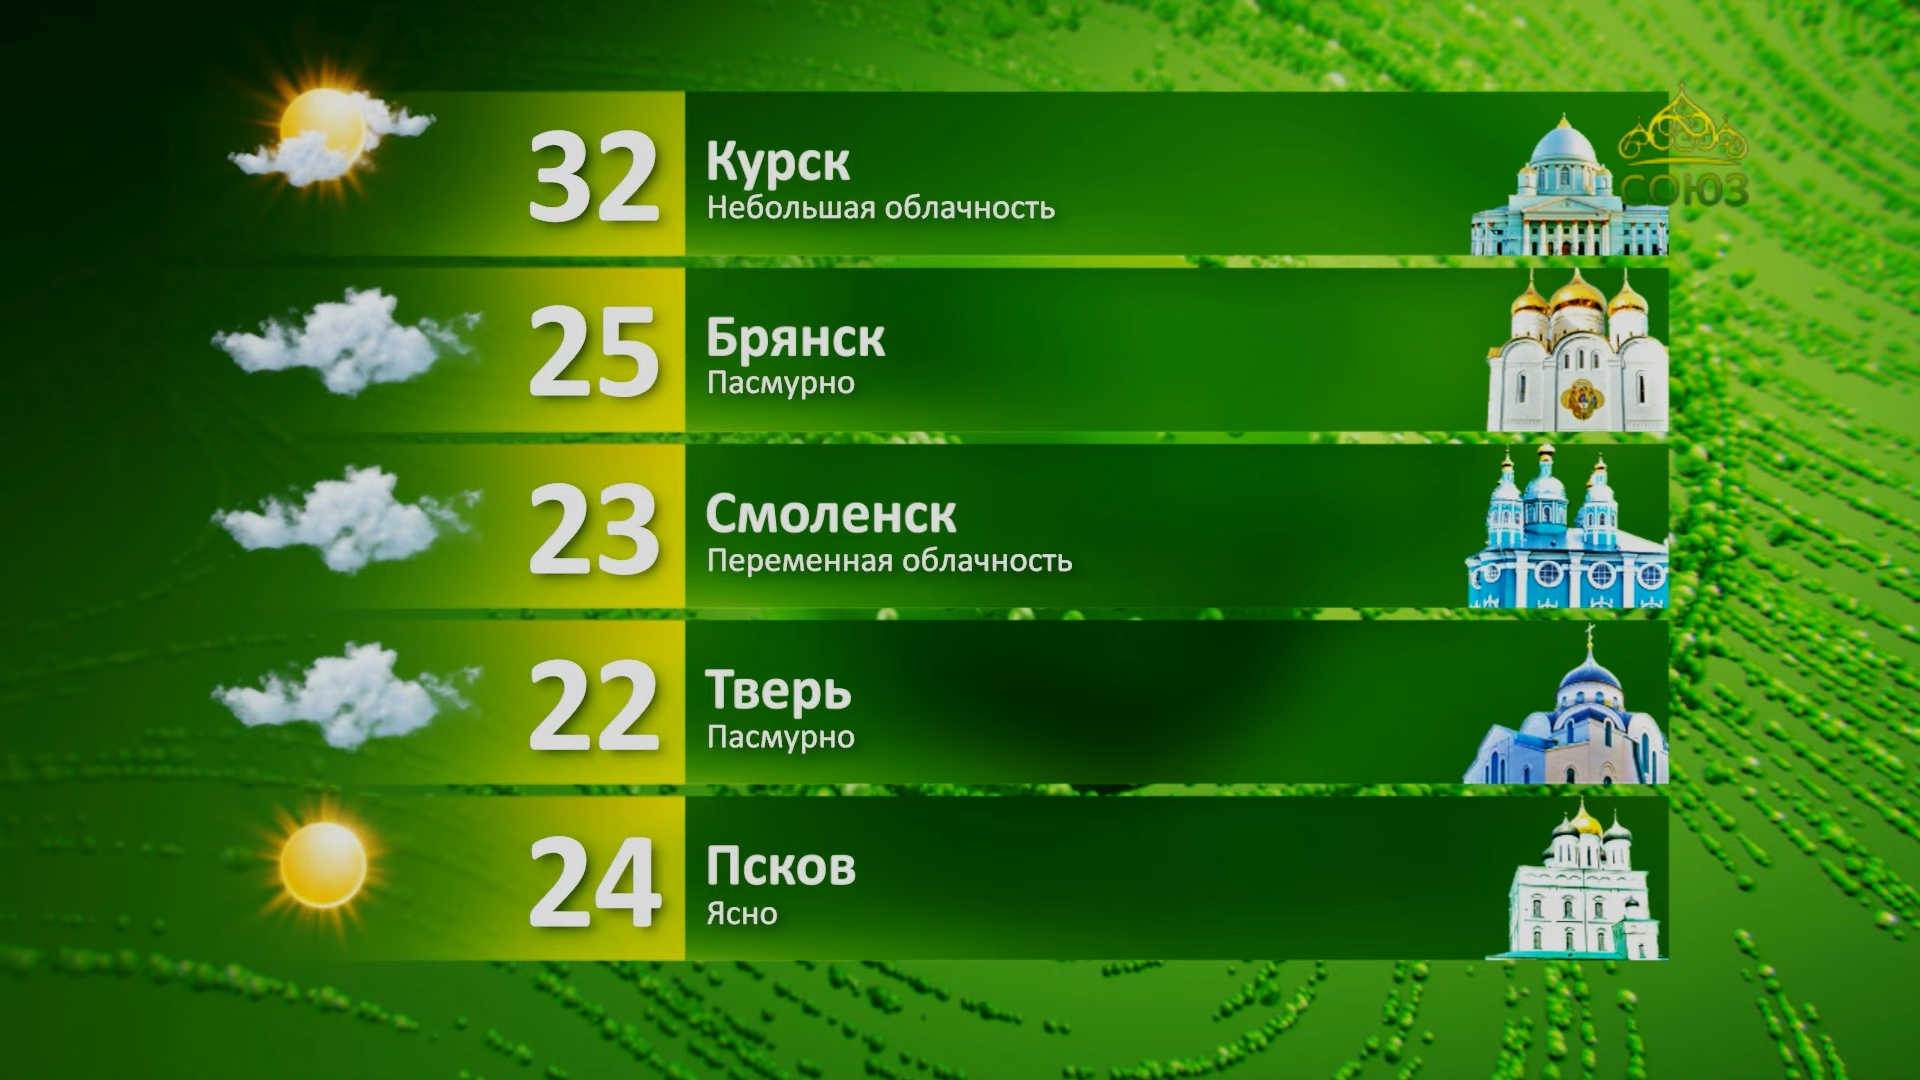 СОЮЗ
32
Курск
Небольшая облачность
25
Брянск
Пасмурно
23
Смоленск
Переменная облачность
22
Тверь
Пасмурно
24
Псков
Ясно